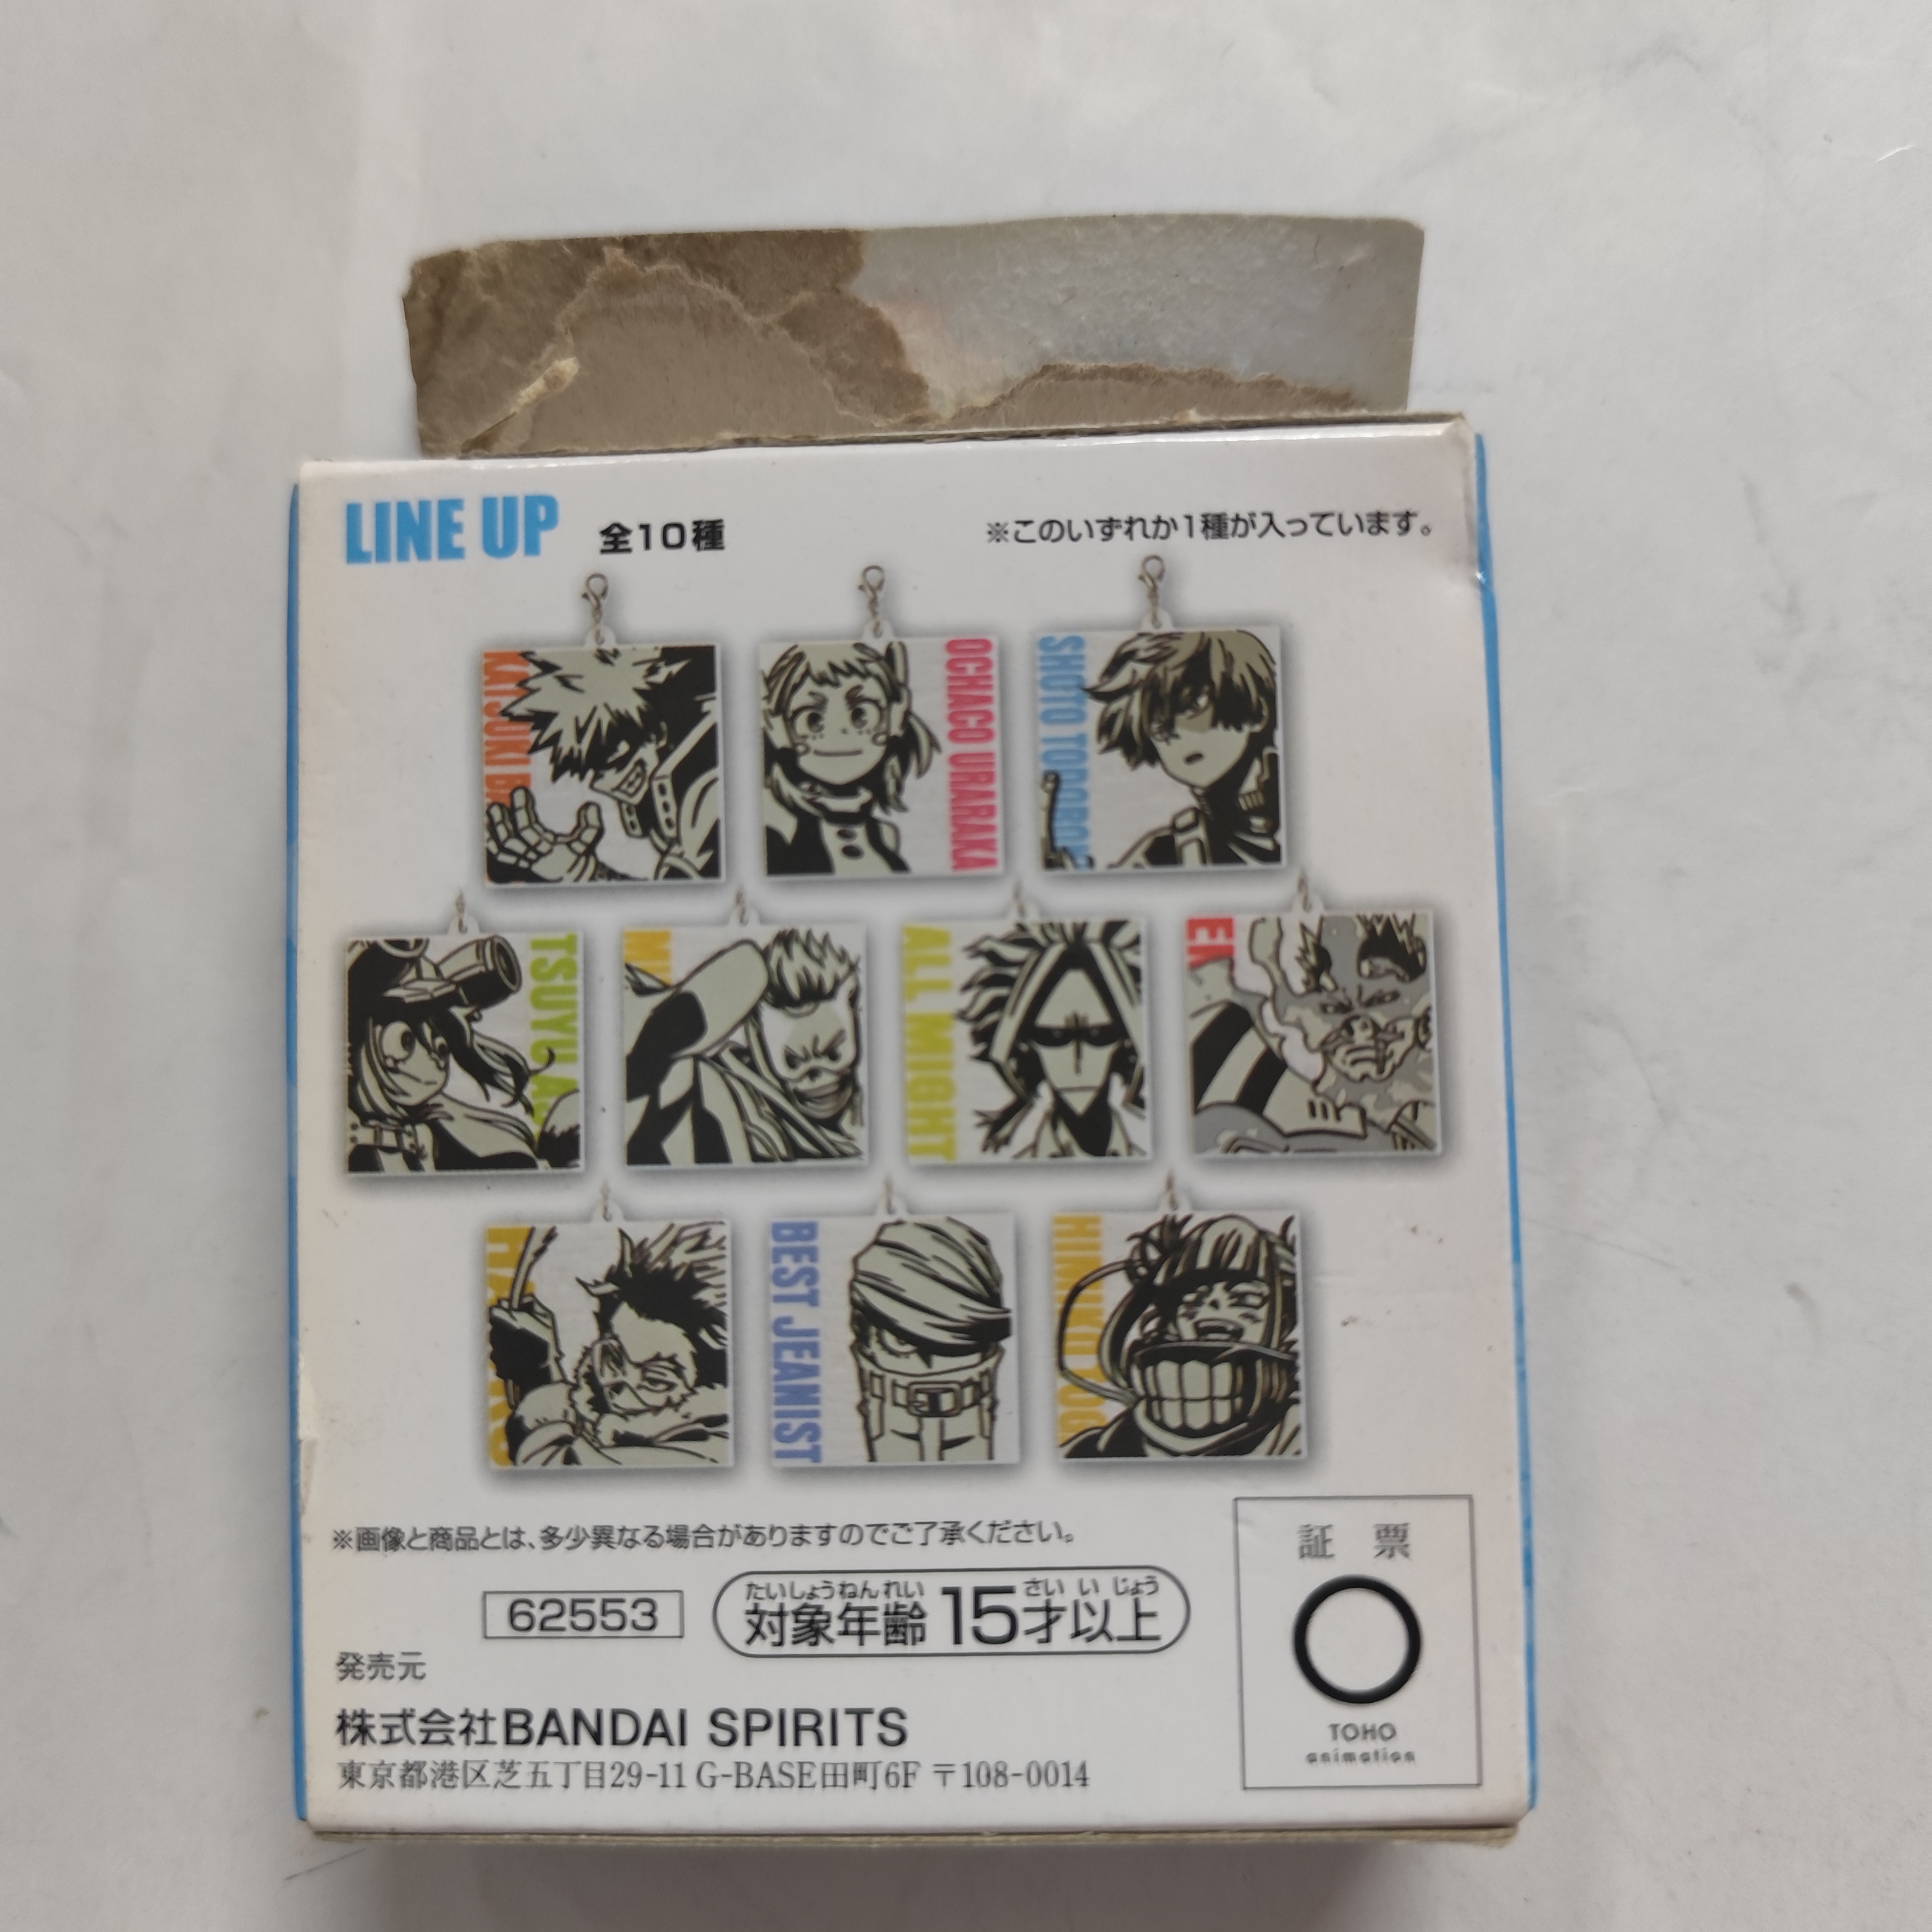 LINE UP 全10種 ※このいずれか1種が入っています。
OCHACO URARAKA
SHOTO
ALL MIGHT
BEST JEANIST
※画像と商品とは、多少異なる場合がありますのでご了承ください。
62553
たいしょうねんれい さい い じょう
対象年齢 15才以上
発売元
株式会社BANDAI SPIRITS
東京都港区芝五丁目29-11 G-BASE田町6F 〒108-0014
証 票
TOHO
animation